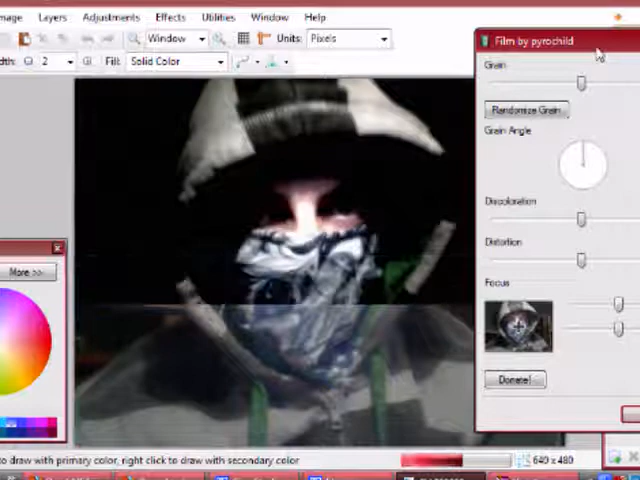 mage Layers Adjustments Effects Utilities Window Help
Window Units: Pixels
dth: 2 Fill: Solid Color
Film by pyrochild
Grain
Randomize Grain
Grain Angle
Discoloration
Distortion
Focus
Donate!
More >>
to draw with primary color, right click to draw with secondary color
640 x 480